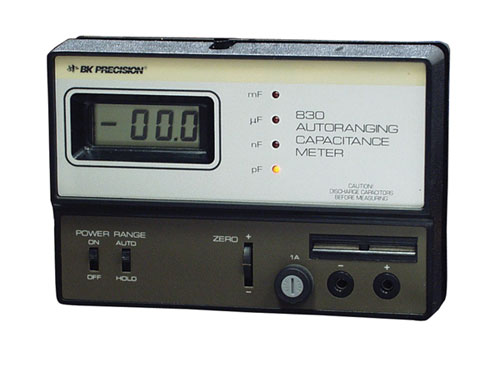 BK PRECISION®
- 00.0
mF
µF
nF
pF
830
AUTORANGING
CAPACITANCE
METER
CAUTION!
DISCHARGE CAPACITORS
BEFORE MEASURING
POWER RANGE
ON AUTO
OFF HOLD
ZERO + -
1A
- +